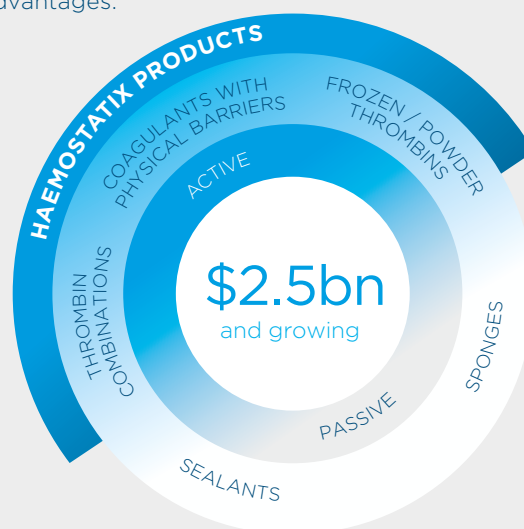 dvantages.
HAEMOSTATIX PRODUCTS
COAGULANTS WITH
PHYSICAL BARRIERS
FROZEN / POWDER
THROMBINS
ACTIVE
THROMBIN
COMBINATIONS
$2.5bn
and growing
SPONGES
PASSIVE
SEALANTS